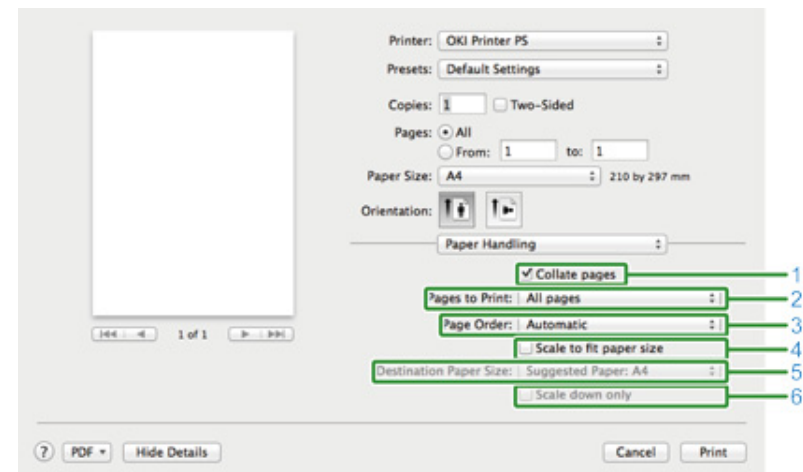 Printer: OKI Printer PS
Presets: Default Settings
Copies: 1 Two-Sided
Pages: All
From: 1 to: 1
Paper Size: A4 210 by 297 mm
Orientation:
Paper Handling
Collate pages 1
Pages to Print: All pages 2
Page Order: Automatic 3
1 of 1
Scale to fit paper size 4
Destination Paper Size: Suggested Paper: A4 5
Scale down only 6
? PDF Hide Details Cancel Print